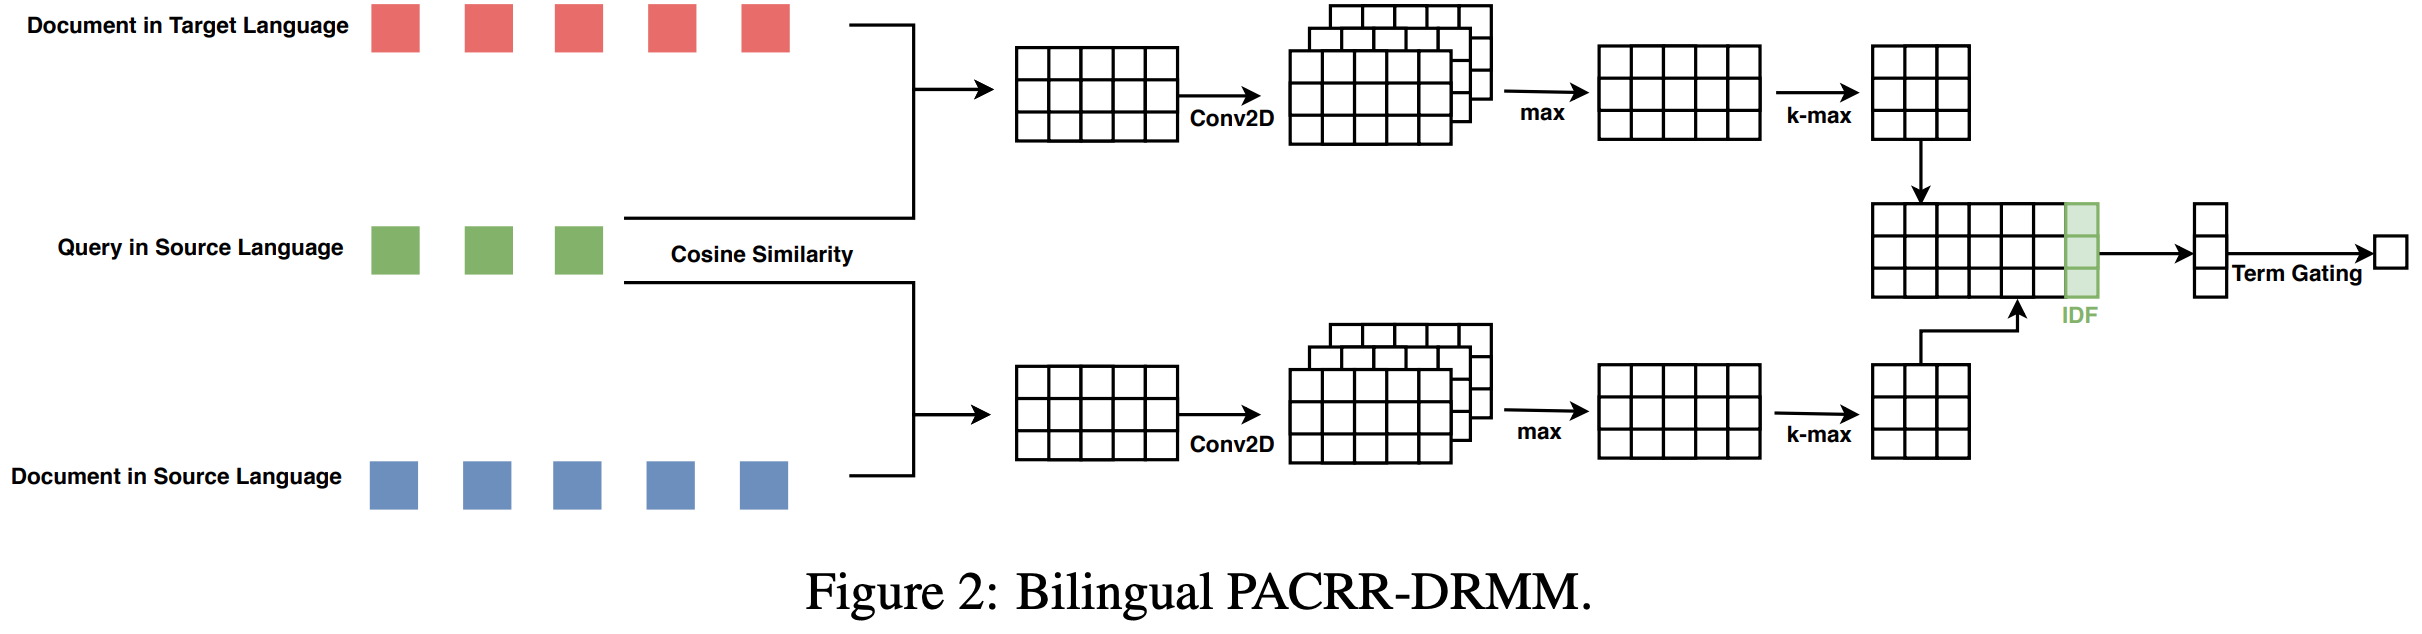 Document in Target Language
Conv2D
max
k-max
Query in Source Language
Cosine Similarity
Term Gating
IDF
Document in Source Language
Conv2D
max
k-max
Figure 2: Bilingual PACRR-DRMM.